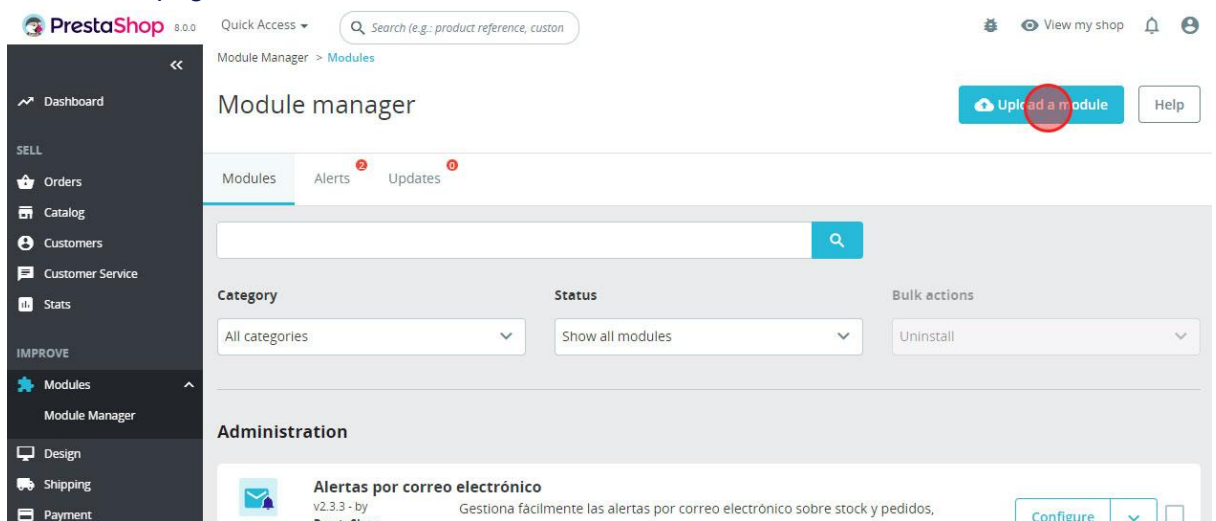 PrestaShop 8.0.0
Quick Access
Search (e.g.: product reference, custon
View my shop
Module Manager > Modules
Dashboard
Module manager
Upload a module
Help
SELL
Modules
Alerts 2
Updates 0
Orders
Catalog
Customers
Customer Service
Stats
Category
Status
Bulk actions
All categories
Show all modules
Uninstall
IMPROVE
Modules
Module Manager
Administration
Design
Shipping
Payment
Alertas por correo electrónico
v2.3.3 - by
Gestiona fácilmente las alertas por correo electrónico sobre stock y pedidos,
Configure